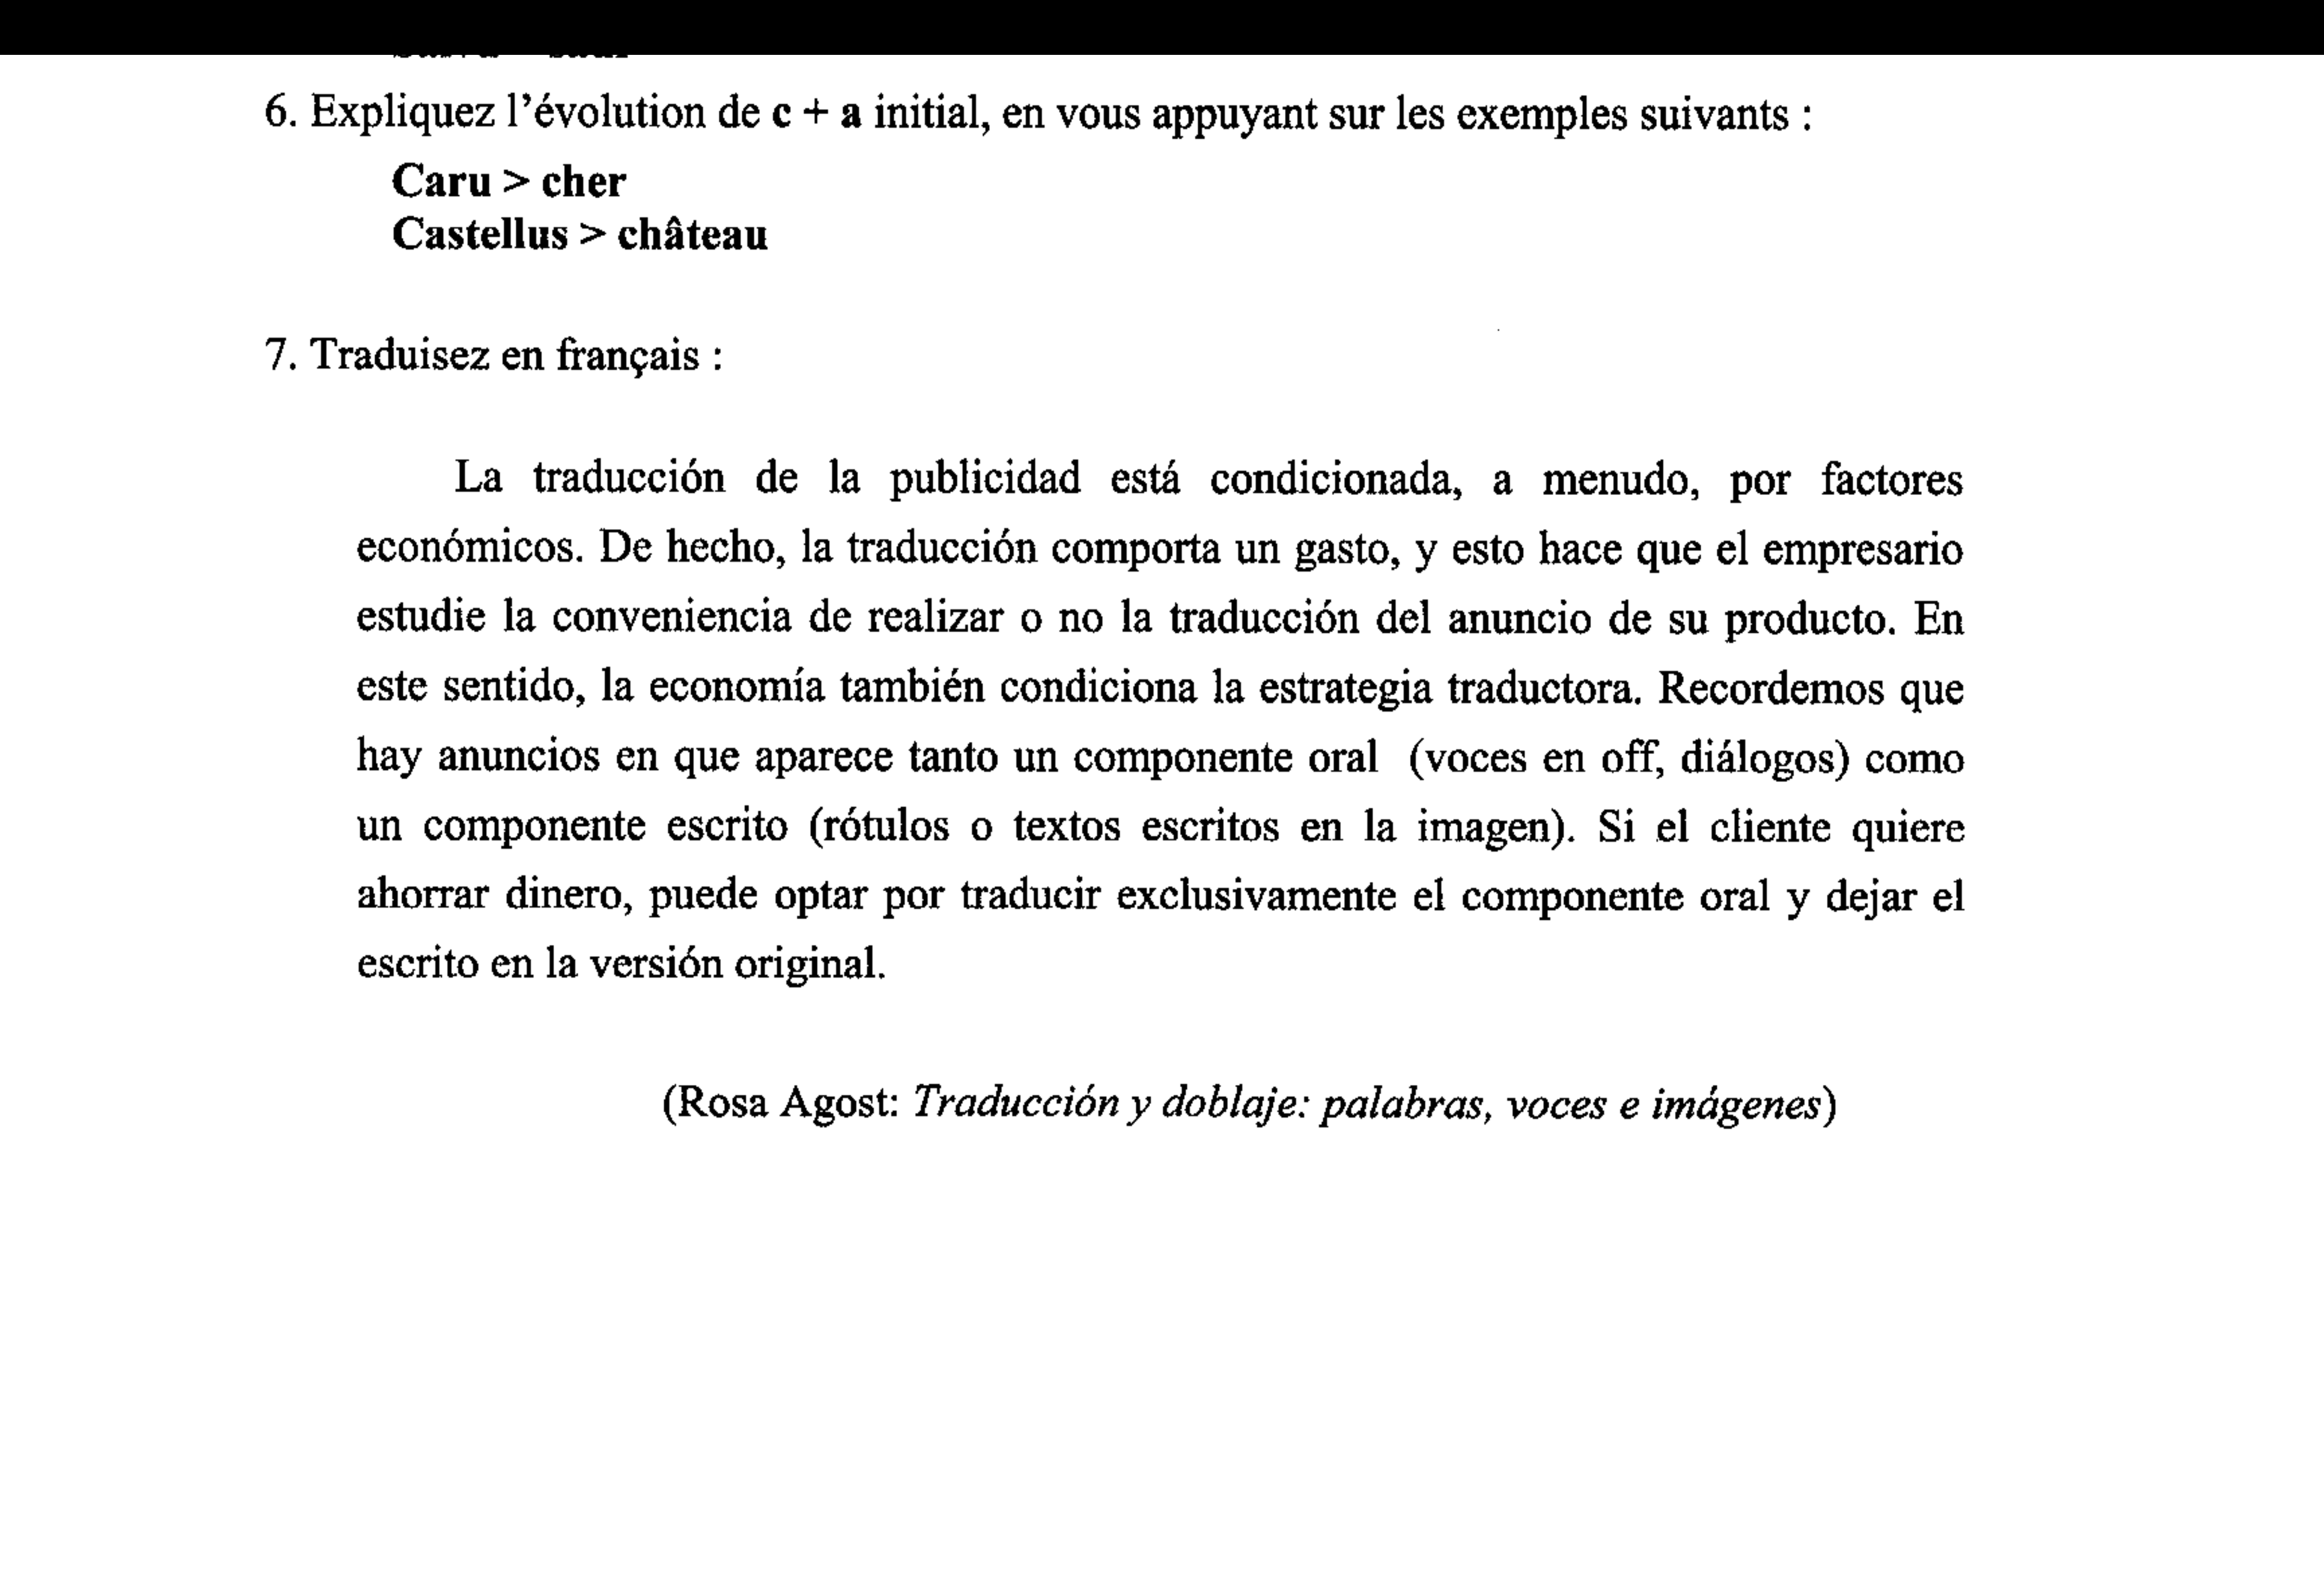 6. Expliquez l'évolution de c + a initial, en vous appuyant sur les exemples suivants :
Caru > cher
Castellus > château
7. Traduisez en français :
La traducción de la publicidad está condicionada, a menudo, por factores
económicos. De hecho, la traducción comporta un gasto, y esto hace que el empresario
estudie la conveniencia de realizar o no la traducción del anuncio de su producto. En
este sentido, la economía también condiciona la estrategia traductora. Recordemos que
hay anuncios en que aparece tanto un componente oral (voces en off, diálogos) como
un componente escrito (rótulos o textos escritos en la imagen). Si el cliente quiere
ahorrar dinero, puede optar por traducir exclusivamente el componente oral y dejar el
escrito en la versión original.
(Rosa Agost: Traducción y doblaje: palabras, voces e imágenes)